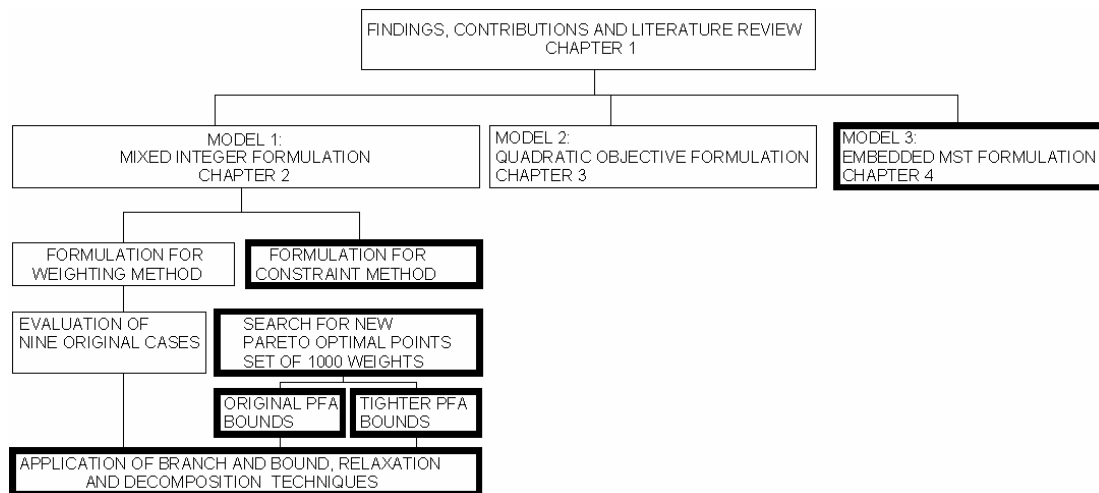 FINDINGS, CONTRIBUTIONS AND LITERATURE REVIEW
CHAPTER 1
MODEL 1:
MIXED INTEGER FORMULATION
CHAPTER 2
MODEL 2:
QUADRATIC OBJECTIVE FORMULATION
CHAPTER 3
MODEL 3:
EMBEDDED MST FORMULATION
CHAPTER 4
FORMULATION FOR
WEIGHTING METHOD
FORMULATION FOR
CONSTRAINT METHOD
EVALUATION OF
NINE ORIGINAL CASES
SEARCH FOR NEW
PARETO OPTIMAL POINTS
SET OF 1000 WEIGHTS
ORIGINAL PFA
BOUNDS
TIGHTER PFA
BOUNDS
APPLICATION OF BRANCH AND BOUND, RELAXATION
AND DECOMPOSITION TECHNIQUES